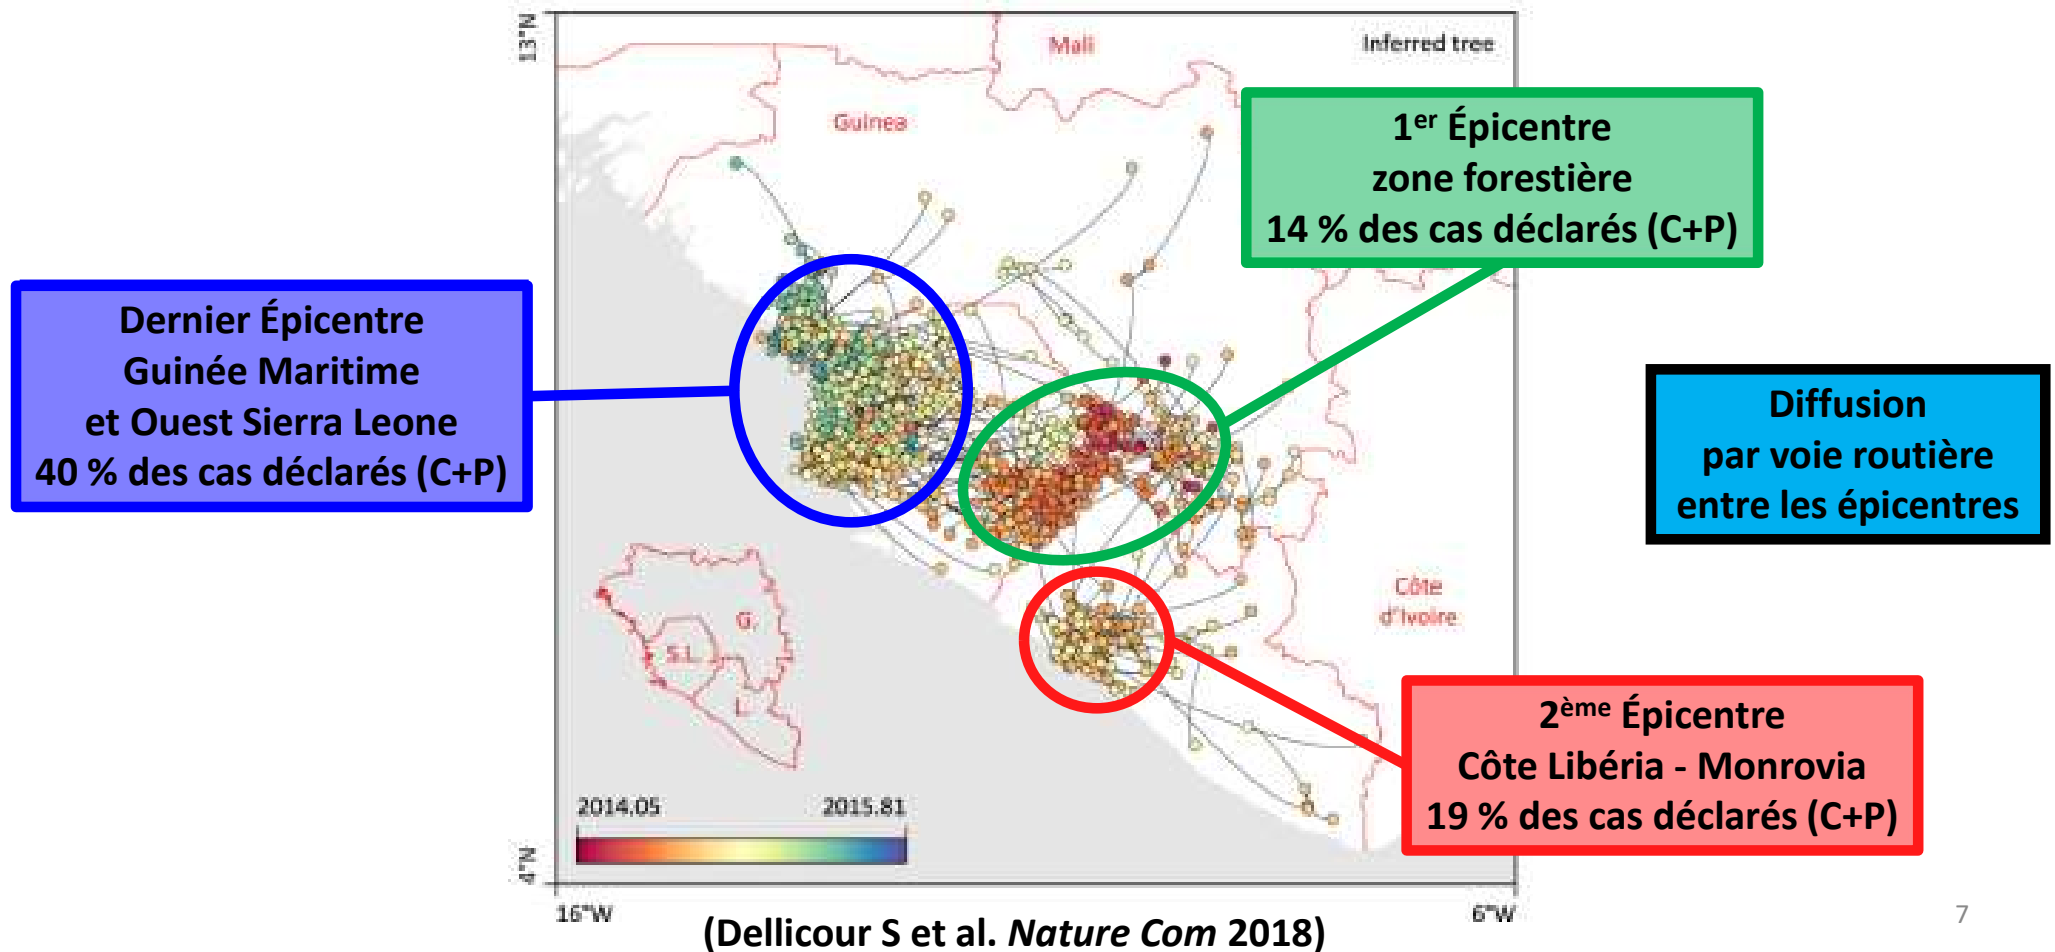 13°N
Mali
Inferred tree
Guinea
1er Épicentre
zone forestière
14 % des cas déclarés (C+P)
Dernier Épicentre
Guinée Maritime
et Ouest Sierra Leone
40 % des cas déclarés (C+P)
Diffusion
par voie routière
entre les épicentres
Côte
d'Ivoire
G.
S.L.
L.
2ème Épicentre
Côte Libéria - Monrovia
19 % des cas déclarés (C+P)
2014.05
2015.81
4°N
16°W
6°W
(Dellicour S et al. Nature Com 2018)
7